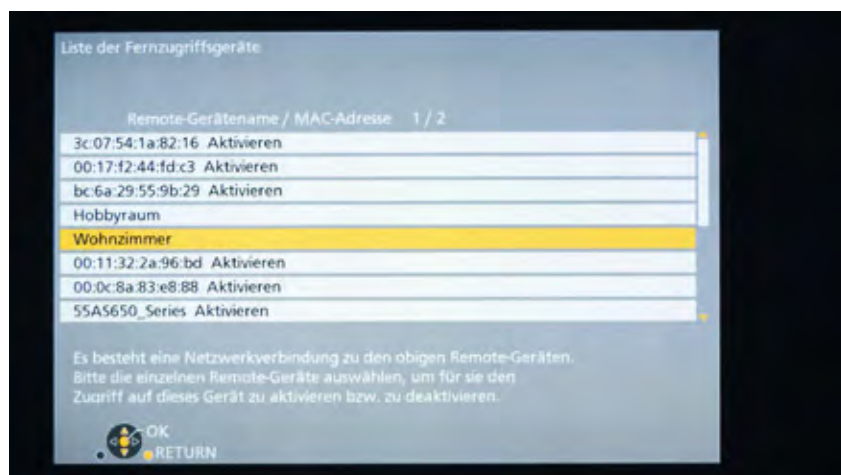 Liste der Fernzugriffsgeräte
Remote-Gerätename / MAC-Adresse 1 / 2
3c:07:54:1a:82:16 Aktivieren
00:17:f2:44:fd:c3 Aktivieren
bc:6a:29:55:9b:29 Aktivieren
Hobbyraum
Wohnzimmer
00:11:32:2a:96:bd Aktivieren
00:0c:8a:83:e8:88 Aktivieren
55AS650_Series Aktivieren
Es besteht eine Netzwerkverbindung zu den obigen Remote-Geräten.
Bitte die einzelnen Remote-Geräte auswählen, um für sie den
Zugriff auf dieses Gerät zu aktivieren bzw. zu deaktivieren.
OK
RETURN